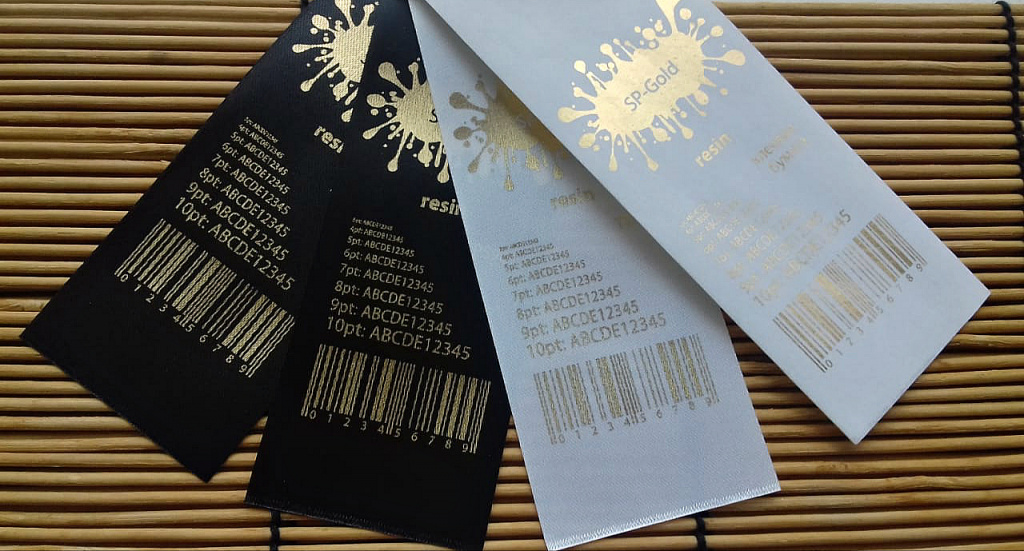 resi
5pt: ABCDE12345
6pt: ABCDE12345
7pt: ABCDE12345
8pt: ABCDE12345
9pt: ABCDE12345
10pt: ABCDE12345
0 1 2 3 4 5 6 7 8 9
resin
4pt: ABCDE12345
5pt: ABCDE12345
6pt: ABCDE12345
7pt: ABCDE12345
8pt: ABCDE12345
9pt: ABCDE12345
10pt: ABCDE12345
0 1 2 3 4 5 6 7 8 9
resin
5pt: ABCDE12345
6pt: ABCDE12345
7pt: ABCDE12345
8pt: ABCDE12345
9pt: ABCDE12345
10pt: ABCDE12345
0 1 2 3 4 5 6 7 8 9
SP-Gold
resin
0 1 2 3 4 5 6 7 8 9